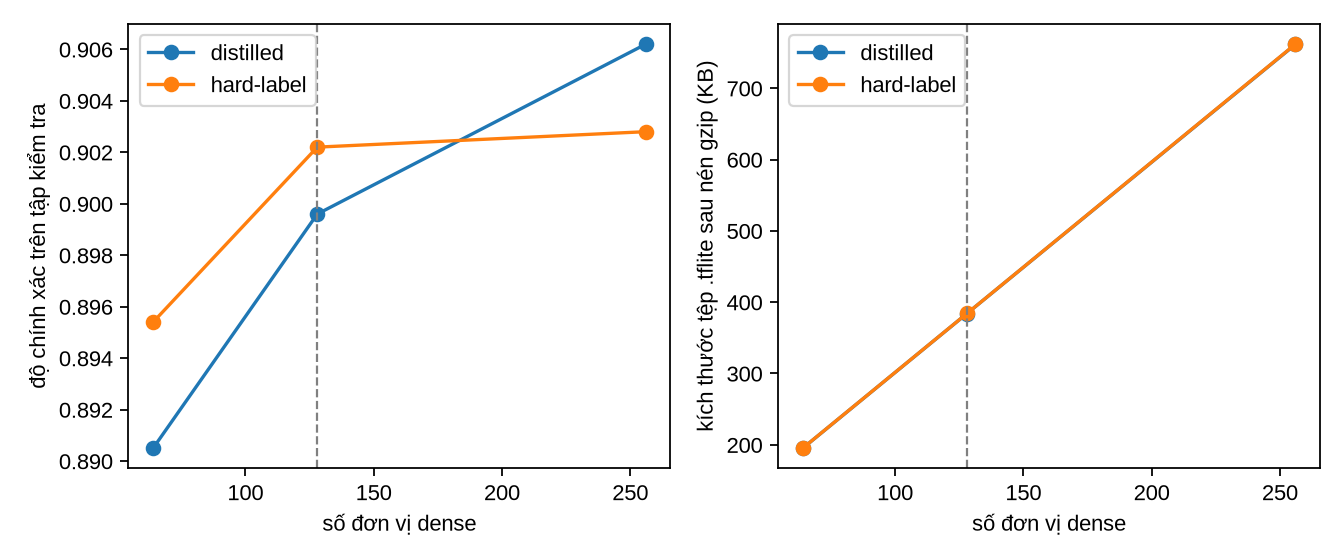 độ chính xác trên tập kiểm tra
0.906
0.904
0.902
0.900
0.898
0.896
0.894
0.892
0.890
distilled
hard-label
100
150
200
250
số đơn vị dense
kích thước tệp .tflite sau nén gzip (KB)
700
600
500
400
300
200
distilled
hard-label
100
150
200
250
số đơn vị dense